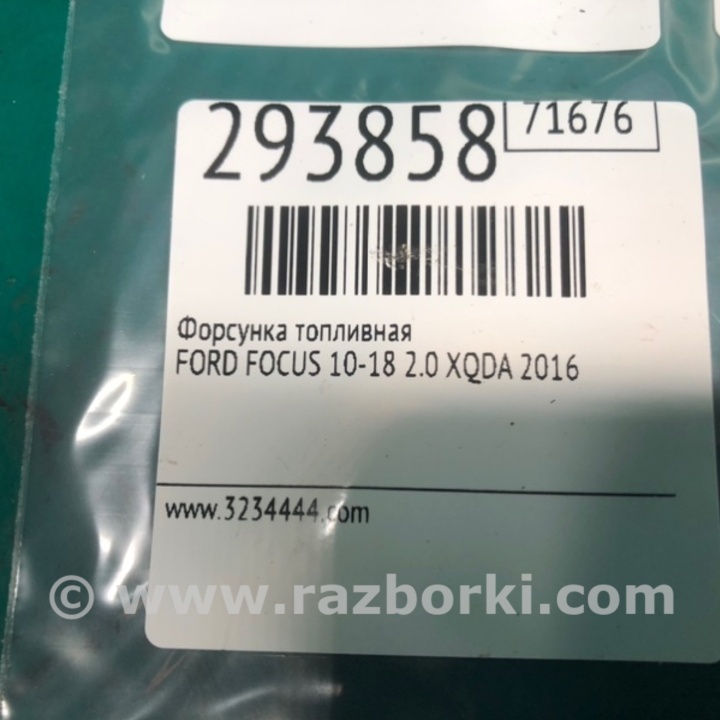 293858
71676
Форсунка топливная
FORD FOCUS 10-18 2.0 XQDA 2016
www.3234444.com
© www.razborki.com